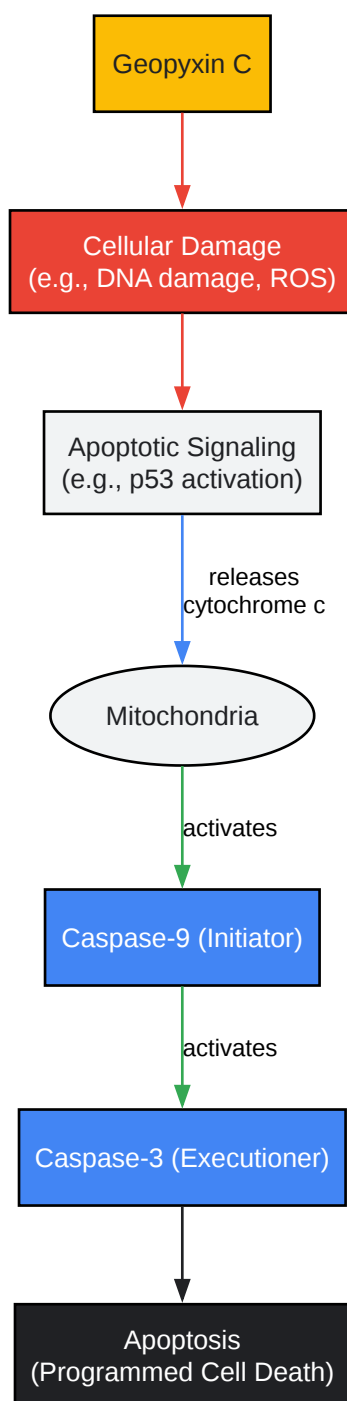 Geopyxin C
Cellular Damage
(e.g., DNA damage, ROS)
Apoptotic Signaling
(e.g., p53 activation)
releases
cytochrome c
Mitochondria
activates
Caspase-9 (Initiator)
activates
Caspase-3 (Executioner)
Apoptosis
(Programmed Cell Death)